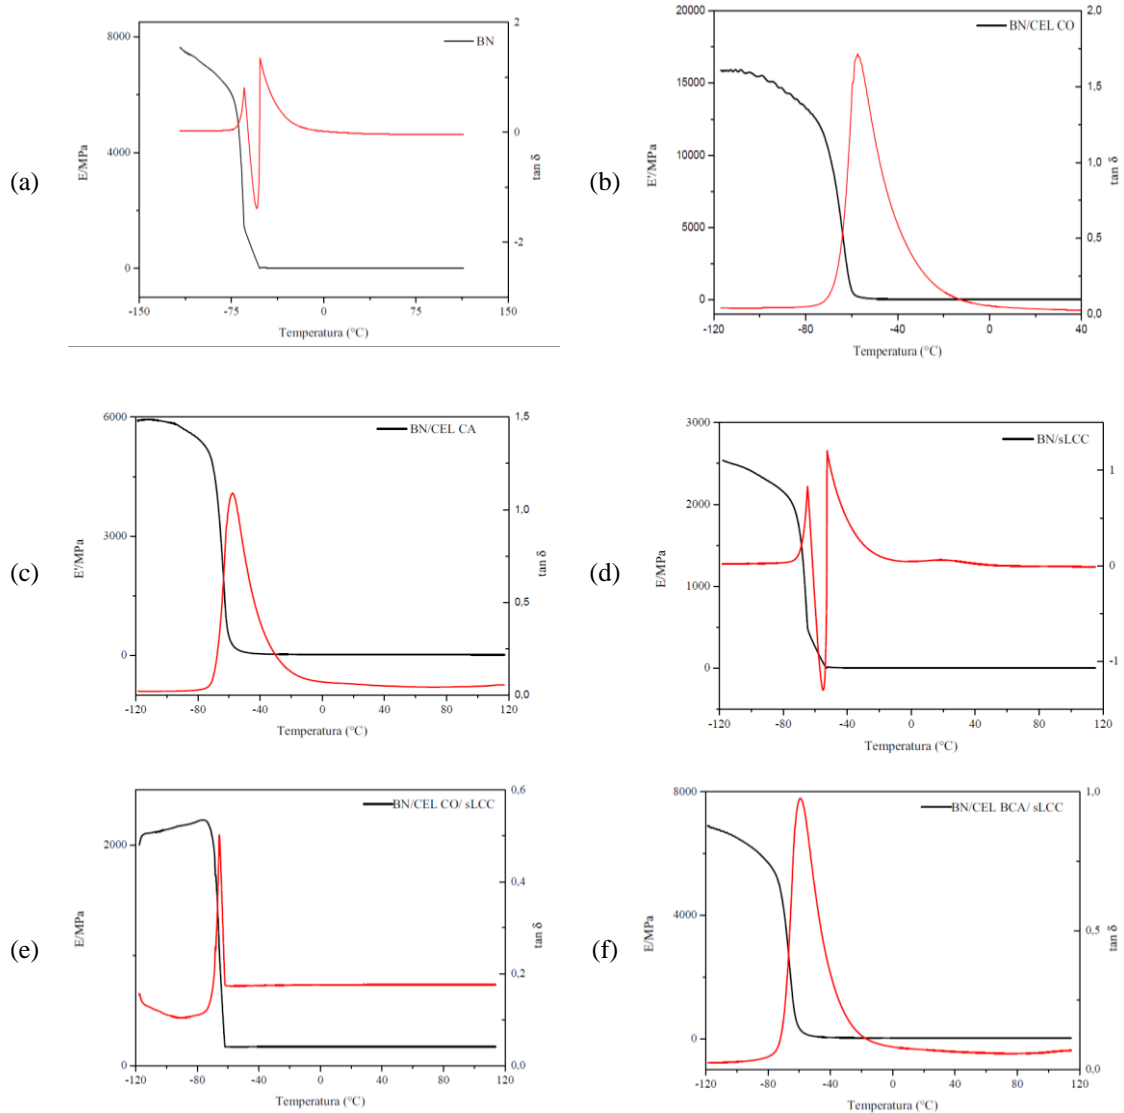 (a)
BN
8000
4000
0
E/MPa
2
1
0
-2
tan δ
-150
-75
0
75
150
Temperatura (°C)
(b)
BN/CEL CO
20000
15000
10000
5000
0
E'/MPa
2,0
1,5
1,0
0,5
0,0
tan δ
-120
-80
-40
0
40
Temperatura (°C)
(c)
BN/CEL CA
6000
3000
0
E'/MPa
1,5
1,0
0,5
0,0
tan δ
-120
-80
-40
0
40
80
120
Temperatura (°C)
(d)
BN/sLCC
3000
2000
1000
0
E/MPa
1
0
-1
tan δ
-120
-80
-40
0
40
80
120
Temperatura (°C)
(e)
BN/CEL CO/ sLCC
2000
0
E/MPa
0,6
0,4
0,2
0,0
tan δ
-120
-80
-40
0
40
80
120
Temperatura (°C)
(f)
BN/CEL BCA/ sLCC
8000
4000
0
E/MPa
1,0
0,5
0,0
tan δ
-120
-80
-40
0
40
80
120
Temperatura (°C)